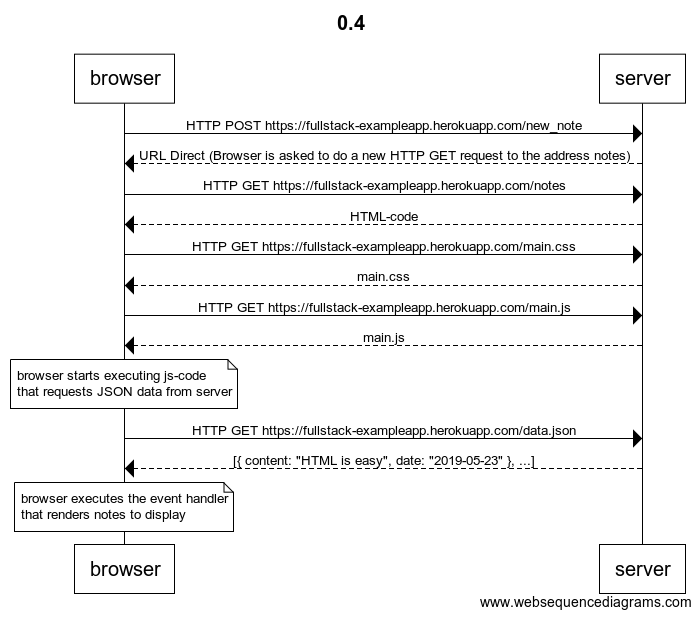 0.4
browser
server
HTTP POST https://fullstack-exampleapp.herokuapp.com/new_note
URL Direct (Browser is asked to do a new HTTP GET request to the address notes)
HTTP GET https://fullstack-exampleapp.herokuapp.com/notes
HTML-code
HTTP GET https://fullstack-exampleapp.herokuapp.com/main.css
main.css
HTTP GET https://fullstack-exampleapp.herokuapp.com/main.js
main.js
browser starts executing js-code
that requests JSON data from server
HTTP GET https://fullstack-exampleapp.herokuapp.com/data.json
[{ content: "HTML is easy", date: "2019-05-23" }, ...]
browser executes the event handler
that renders notes to display
browser
server
www.websequencediagrams.com